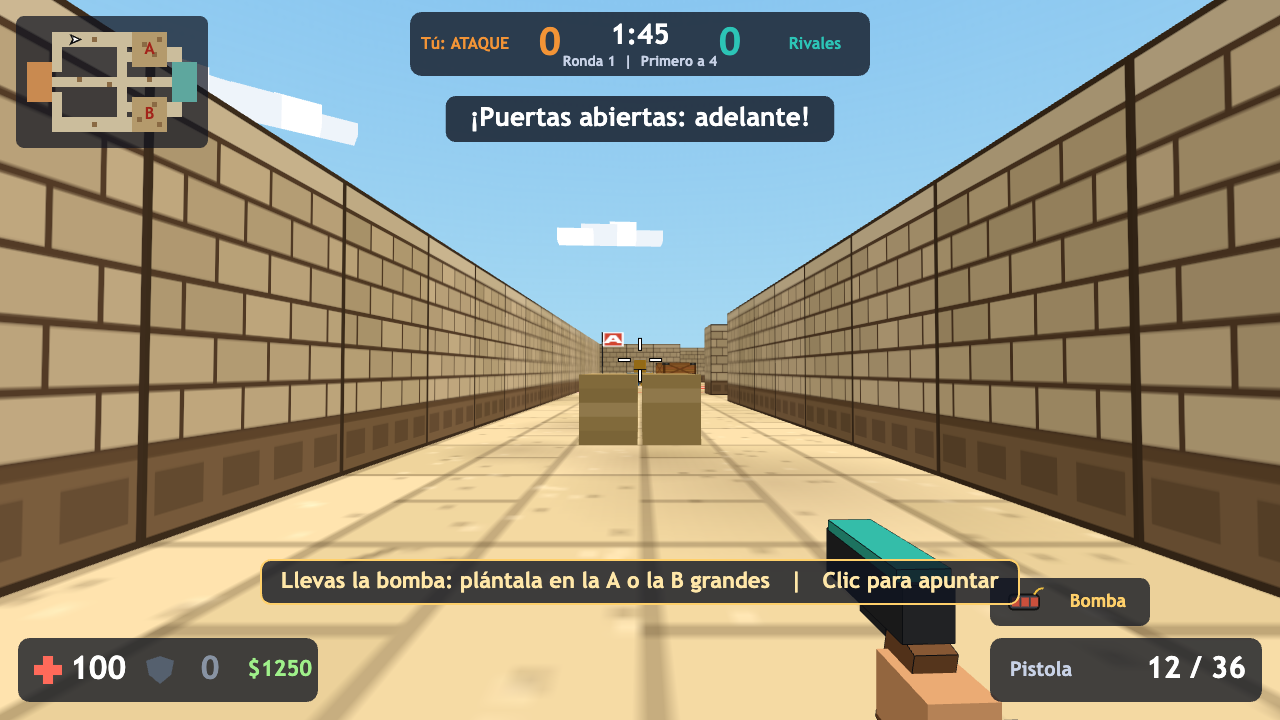 A
B
Tú: ATAQUE
0
1:45
0
Rivales
Ronda 1 | Primero a 4
¡Puertas abiertas: adelante!
A
Llevas la bomba: plántala en la A o la B grandes | Clic para apuntar
Bomba
100
0
$1250
Pistola
12 / 36